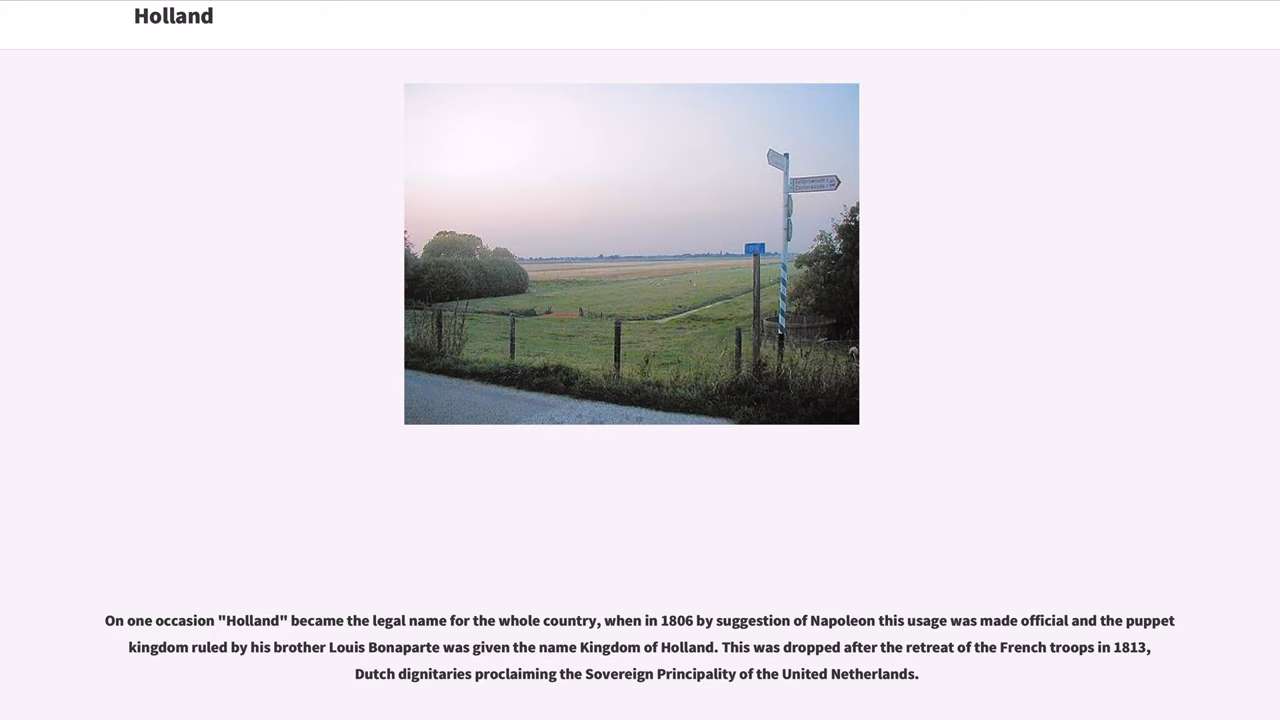 Holland
On one occasion "Holland" became the legal name for the whole country, when in 1806 by suggestion of Napoleon this usage was made official and the puppet
kingdom ruled by his brother Louis Bonaparte was given the name Kingdom of Holland. This was dropped after the retreat of the French troops in 1813,
Dutch dignitaries proclaiming the Sovereign Principality of the United Netherlands.